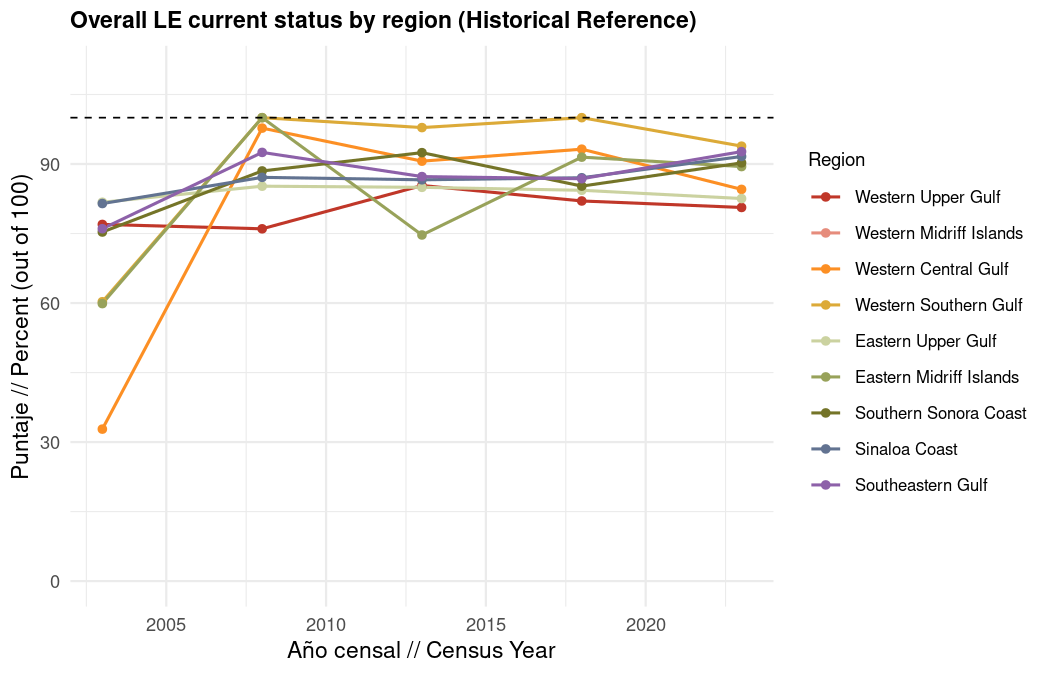 Overall LE current status by region (Historical Reference)
Puntaje // Percent (out of 100)
90
60
30
0
2005 2010 2015 2020
Año censal // Census Year
Region
Western Upper Gulf
Western Midriff Islands
Western Central Gulf
Western Southern Gulf
Eastern Upper Gulf
Eastern Midriff Islands
Southern Sonora Coast
Sinaloa Coast
Southeastern Gulf